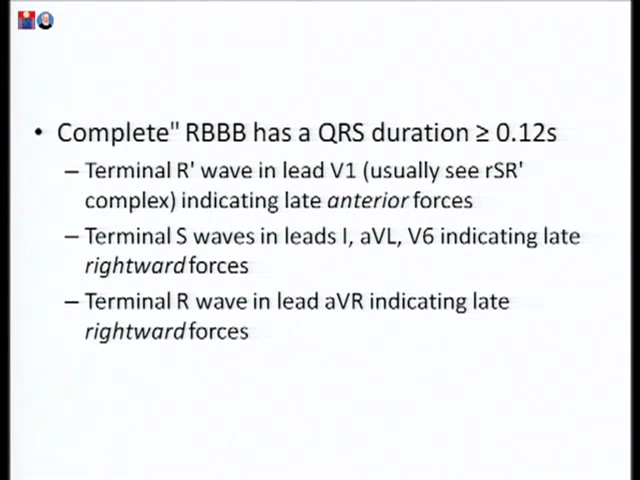 • Complete" RBBB has a QRS duration ≥ 0.12s
– Terminal R' wave in lead V1 (usually see rSR'
complex) indicating late anterior forces
– Terminal S waves in leads I, aVL, V6 indicating late
rightward forces
– Terminal R wave in lead aVR indicating late
rightward forces